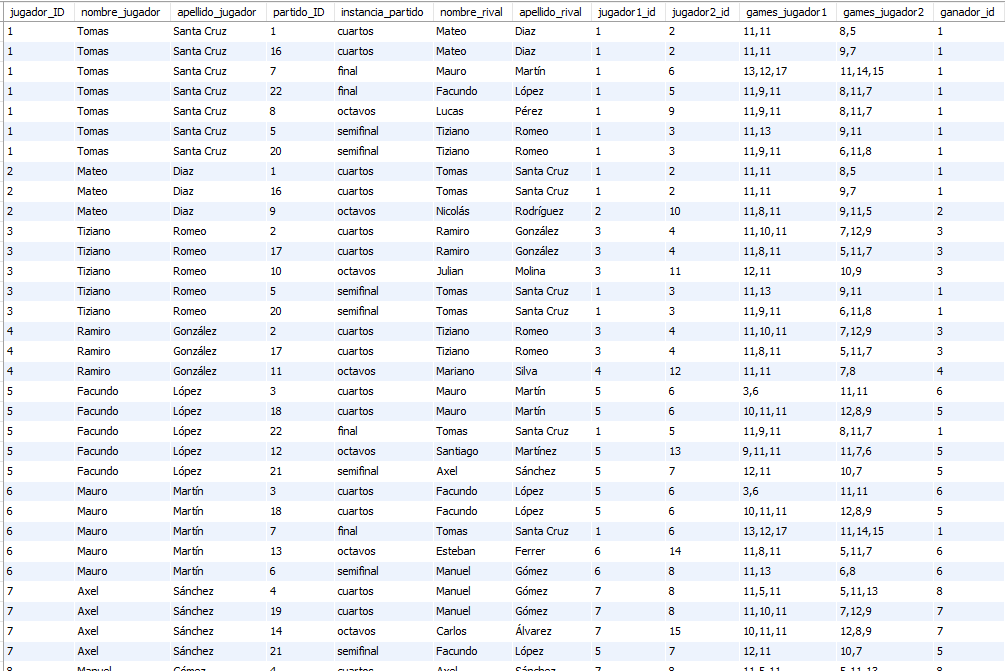 jugador_ID nombre_jugador apellido_jugador partido_ID instancia_partido nombre_rival apellido_rival jugador1_id jugador2_id games_jugador1 games_jugador2 ganador_id
1 Tomas Santa Cruz 1 cuartos Mateo Diaz 1 2 11,11 8,5 1
1 Tomas Santa Cruz 16 cuartos Mateo Diaz 1 2 11,11 9,7 1
1 Tomas Santa Cruz 7 final Mauro Martín 1 6 13,12,17 11,14,15 1
1 Tomas Santa Cruz 22 final Facundo López 1 5 11,9,11 8,11,7 1
1 Tomas Santa Cruz 8 octavos Lucas Pérez 1 9 11,9,11 8,11,7 1
1 Tomas Santa Cruz 5 semifinal Tiziano Romeo 1 3 11,13 9,11 1
1 Tomas Santa Cruz 20 semifinal Tiziano Romeo 1 3 11,9,11 6,11,8 1
2 Mateo Diaz 1 cuartos Tomas Santa Cruz 1 2 11,11 8,5 1
2 Mateo Diaz 16 cuartos Tomas Santa Cruz 1 2 11,11 9,7 1
2 Mateo Diaz 9 octavos Nicolás Rodríguez 2 10 11,8,11 9,11,5 2
3 Tiziano Romeo 2 cuartos Ramiro González 3 4 11,10,11 7,12,9 3
3 Tiziano Romeo 17 cuartos Ramiro González 3 4 11,8,11 5,11,7 3
3 Tiziano Romeo 10 octavos Julian Molina 3 11 12,11 10,9 3
3 Tiziano Romeo 5 semifinal Tomas Santa Cruz 1 3 11,13 9,11 1
3 Tiziano Romeo 20 semifinal Tomas Santa Cruz 1 3 11,9,11 6,11,8 1
4 Ramiro González 2 cuartos Tiziano Romeo 3 4 11,10,11 7,12,9 3
4 Ramiro González 17 cuartos Tiziano Romeo 3 4 11,8,11 5,11,7 3
4 Ramiro González 11 octavos Mariano Silva 4 12 11,11 7,8 4
5 Facundo López 3 cuartos Mauro Martín 5 6 3,6 11,11 6
5 Facundo López 18 cuartos Mauro Martín 5 6 10,11,11 12,8,9 5
5 Facundo López 22 final Tomas Santa Cruz 1 5 11,9,11 8,11,7 1
5 Facundo López 12 octavos Santiago Martínez 5 13 9,11,11 11,7,6 5
5 Facundo López 21 semifinal Axel Sánchez 5 7 12,11 10,7 5
6 Mauro Martín 3 cuartos Facundo López 5 6 3,6 11,11 6
6 Mauro Martín 18 cuartos Facundo López 5 6 10,11,11 12,8,9 5
6 Mauro Martín 7 final Tomas Santa Cruz 1 6 13,12,17 11,14,15 1
6 Mauro Martín 13 octavos Esteban Ferrer 6 14 11,8,11 5,11,7 6
6 Mauro Martín 6 semifinal Manuel Gómez 6 8 11,13 6,8 6
7 Axel Sánchez 4 cuartos Manuel Gómez 7 8 11,5,11 5,11,13 8
7 Axel Sánchez 19 cuartos Manuel Gómez 7 8 11,10,11 7,12,9 7
7 Axel Sánchez 14 octavos Carlos Álvarez 7 15 10,11,11 12,8,9 7
7 Axel Sánchez 21 semifinal Facundo López 5 7 12,11 10,7 5
8 Manuel Gómez 4 cuartos Axel Sánchez 7 8 11,5,11 5,11,13 8